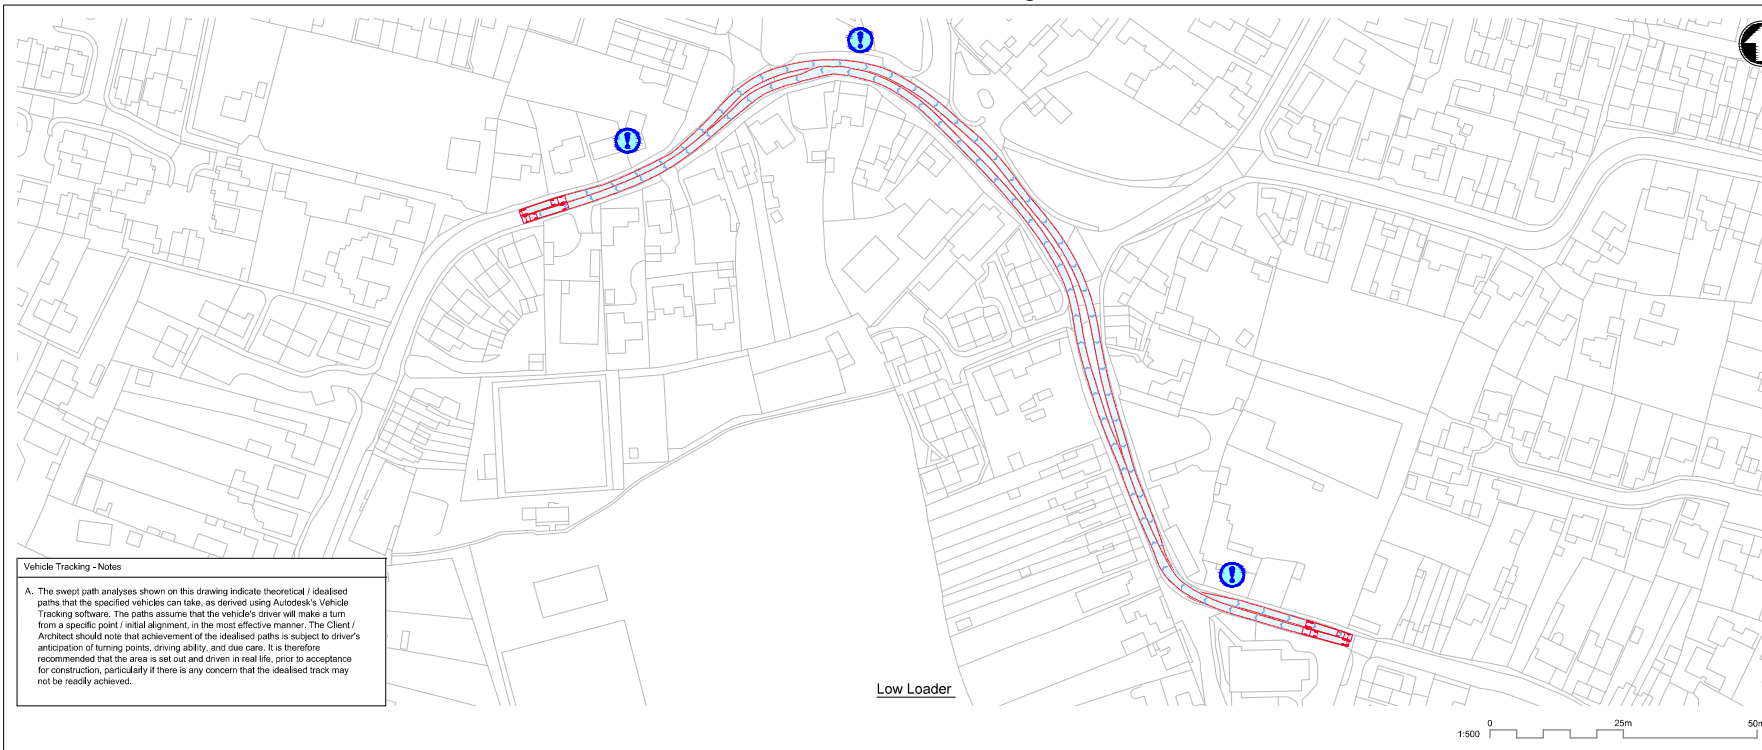 Vehicle Tracking - Notes
A. The swept path analyses shown on this drawing indicate theoretical / idealised
paths that the specified vehicles can take, as derived using Autodesk's Vehicle
Tracking software. The paths assume that the vehicle's driver will make a turn
from a specific point / initial alignment, in the most effective manner. The Client /
Architect should note that achievement of the idealised paths is subject to driver's
anticipation of turning points, driving ability, and due care. It is therefore
recommended that the area is set out and driven in real life, prior to acceptance
for construction, particularly if there is any concern that the idealised track may
not be readily achieved.
Low Loader
1:500 0 25m 50m